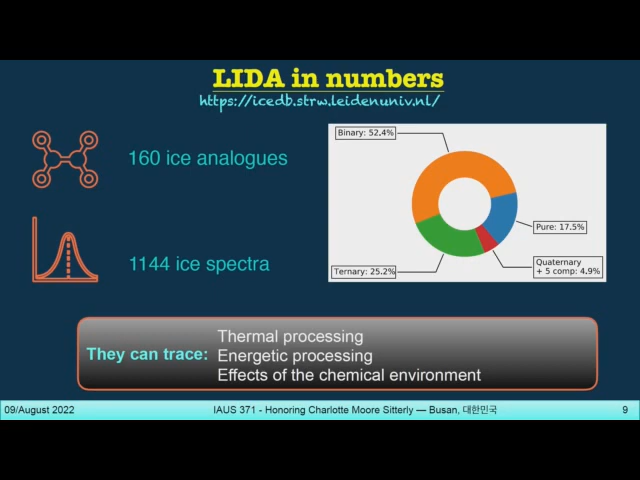 LIDA in numbers
https://icedb.strw.leidenuniv.nl/
160 ice analogues
1144 ice spectra
Binary: 52.4%
Pure: 17.5%
Ternary: 25.2%
Quaternary
+ 5 comp: 4.9%
They can trace:
Thermal processing
Energetic processing
Effects of the chemical environment
09/August 2022
IAUS 371 - Honoring Charlotte Moore Sitterly — Busan, 대한민국
9